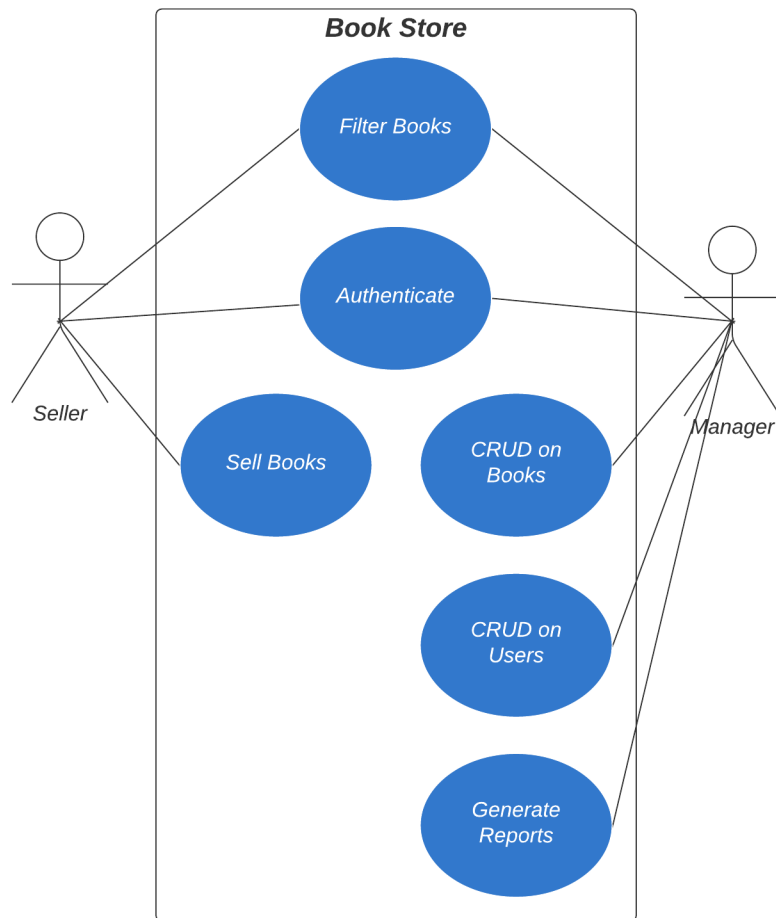 Book Store
Filter Books
Authenticate
Seller
Manager
Sell Books
CRUD on
Books
CRUD on
Users
Generate
Reports